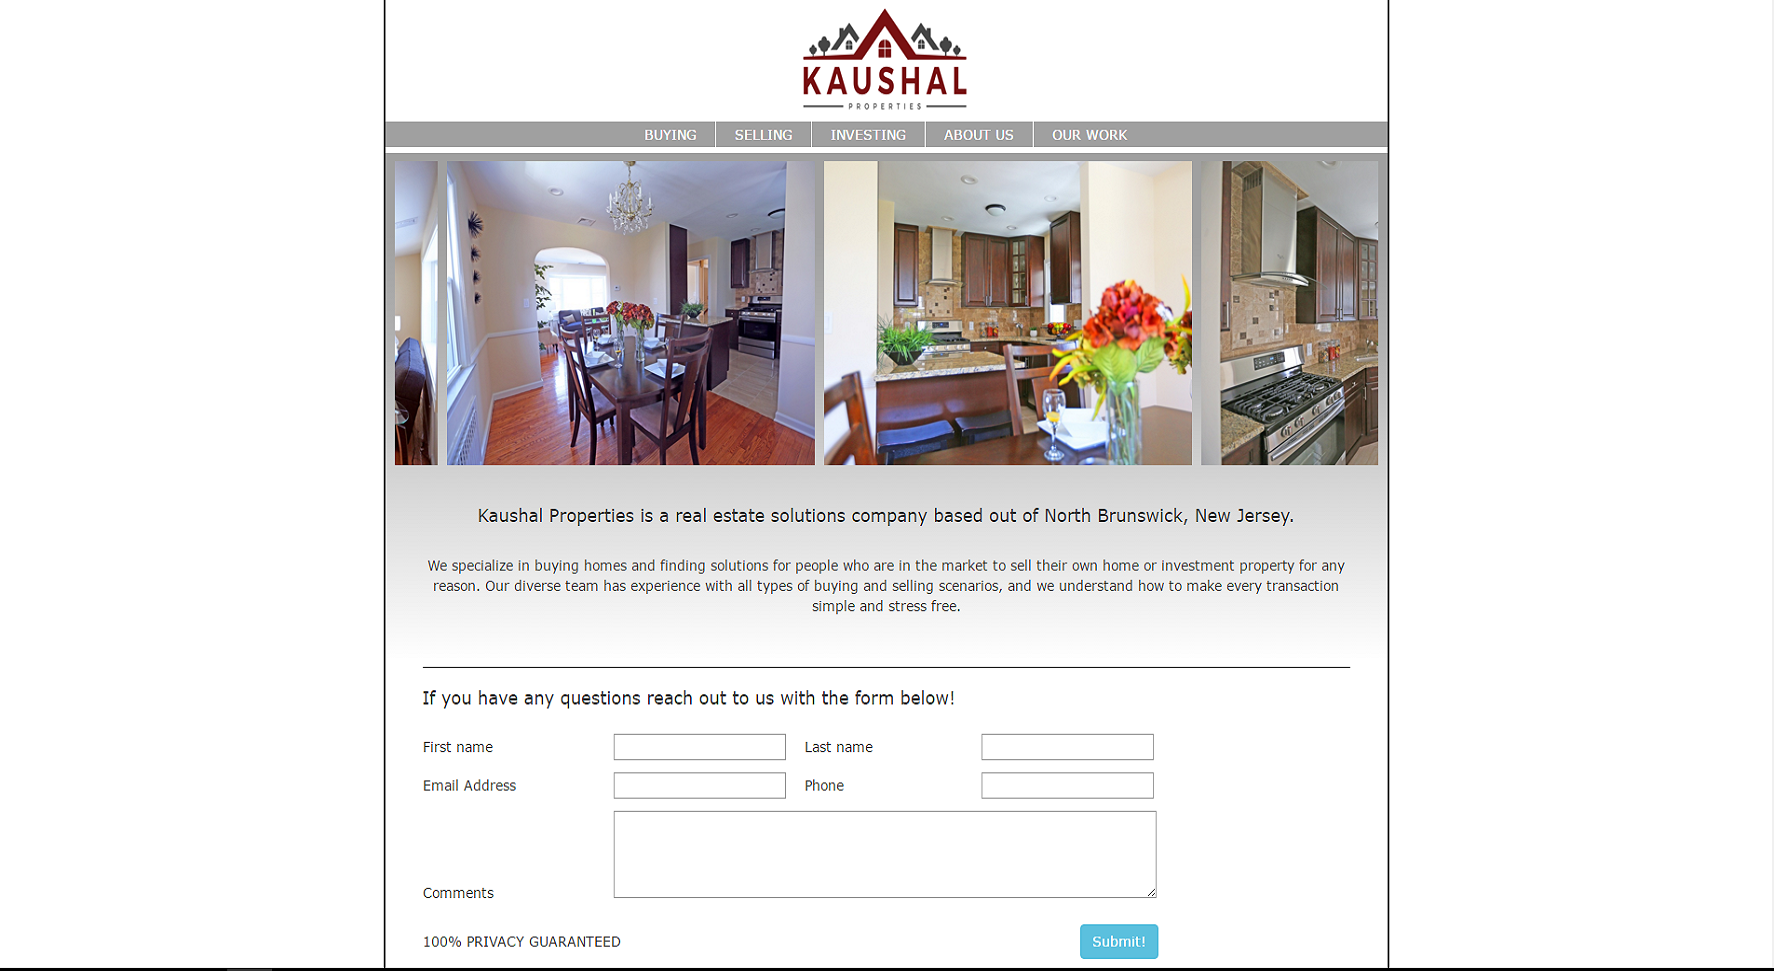 KAUSHAL
PROPERTIES
BUYING SELLING INVESTING ABOUT US OUR WORK
Kaushal Properties is a real estate solutions company based out of North Brunswick, New Jersey.
We specialize in buying homes and finding solutions for people who are in the market to sell their own home or investment property for any
reason. Our diverse team has experience with all types of buying and selling scenarios, and we understand how to make every transaction
simple and stress free.
If you have any questions reach out to us with the form below!
First name Last name
Email Address Phone
Comments
100% PRIVACY GUARANTEED Submit!